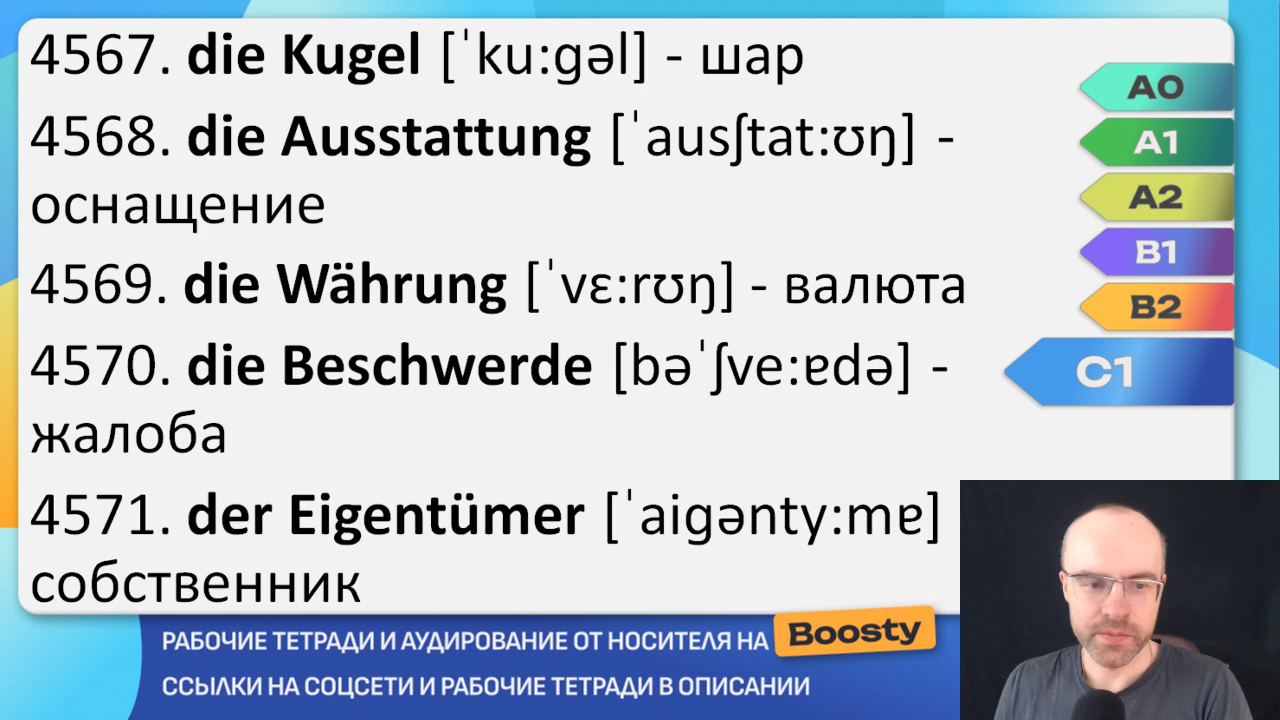 4567. die Kugel [ˈku:gəl] - шар
4568. die Ausstattung [ˈausʃtat:ʊŋ] -
оснащение
4569. die Währung [ˈvɛ:rʊŋ] - валюта
4570. die Beschwerde [bəˈʃve:ɐdə] -
жалоба
4571. der Eigentümer [ˈaigənty:mɐ]
собственник
A0
A1
A2
B1
B2
C1
РАБОЧИЕ ТЕТРАДИ И АУДИРОВАНИЕ ОТ НОСИТЕЛЯ НА Boosty
ССЫЛКИ НА СОЦСЕТИ И РАБОЧИЕ ТЕТРАДИ В ОПИСАНИИ